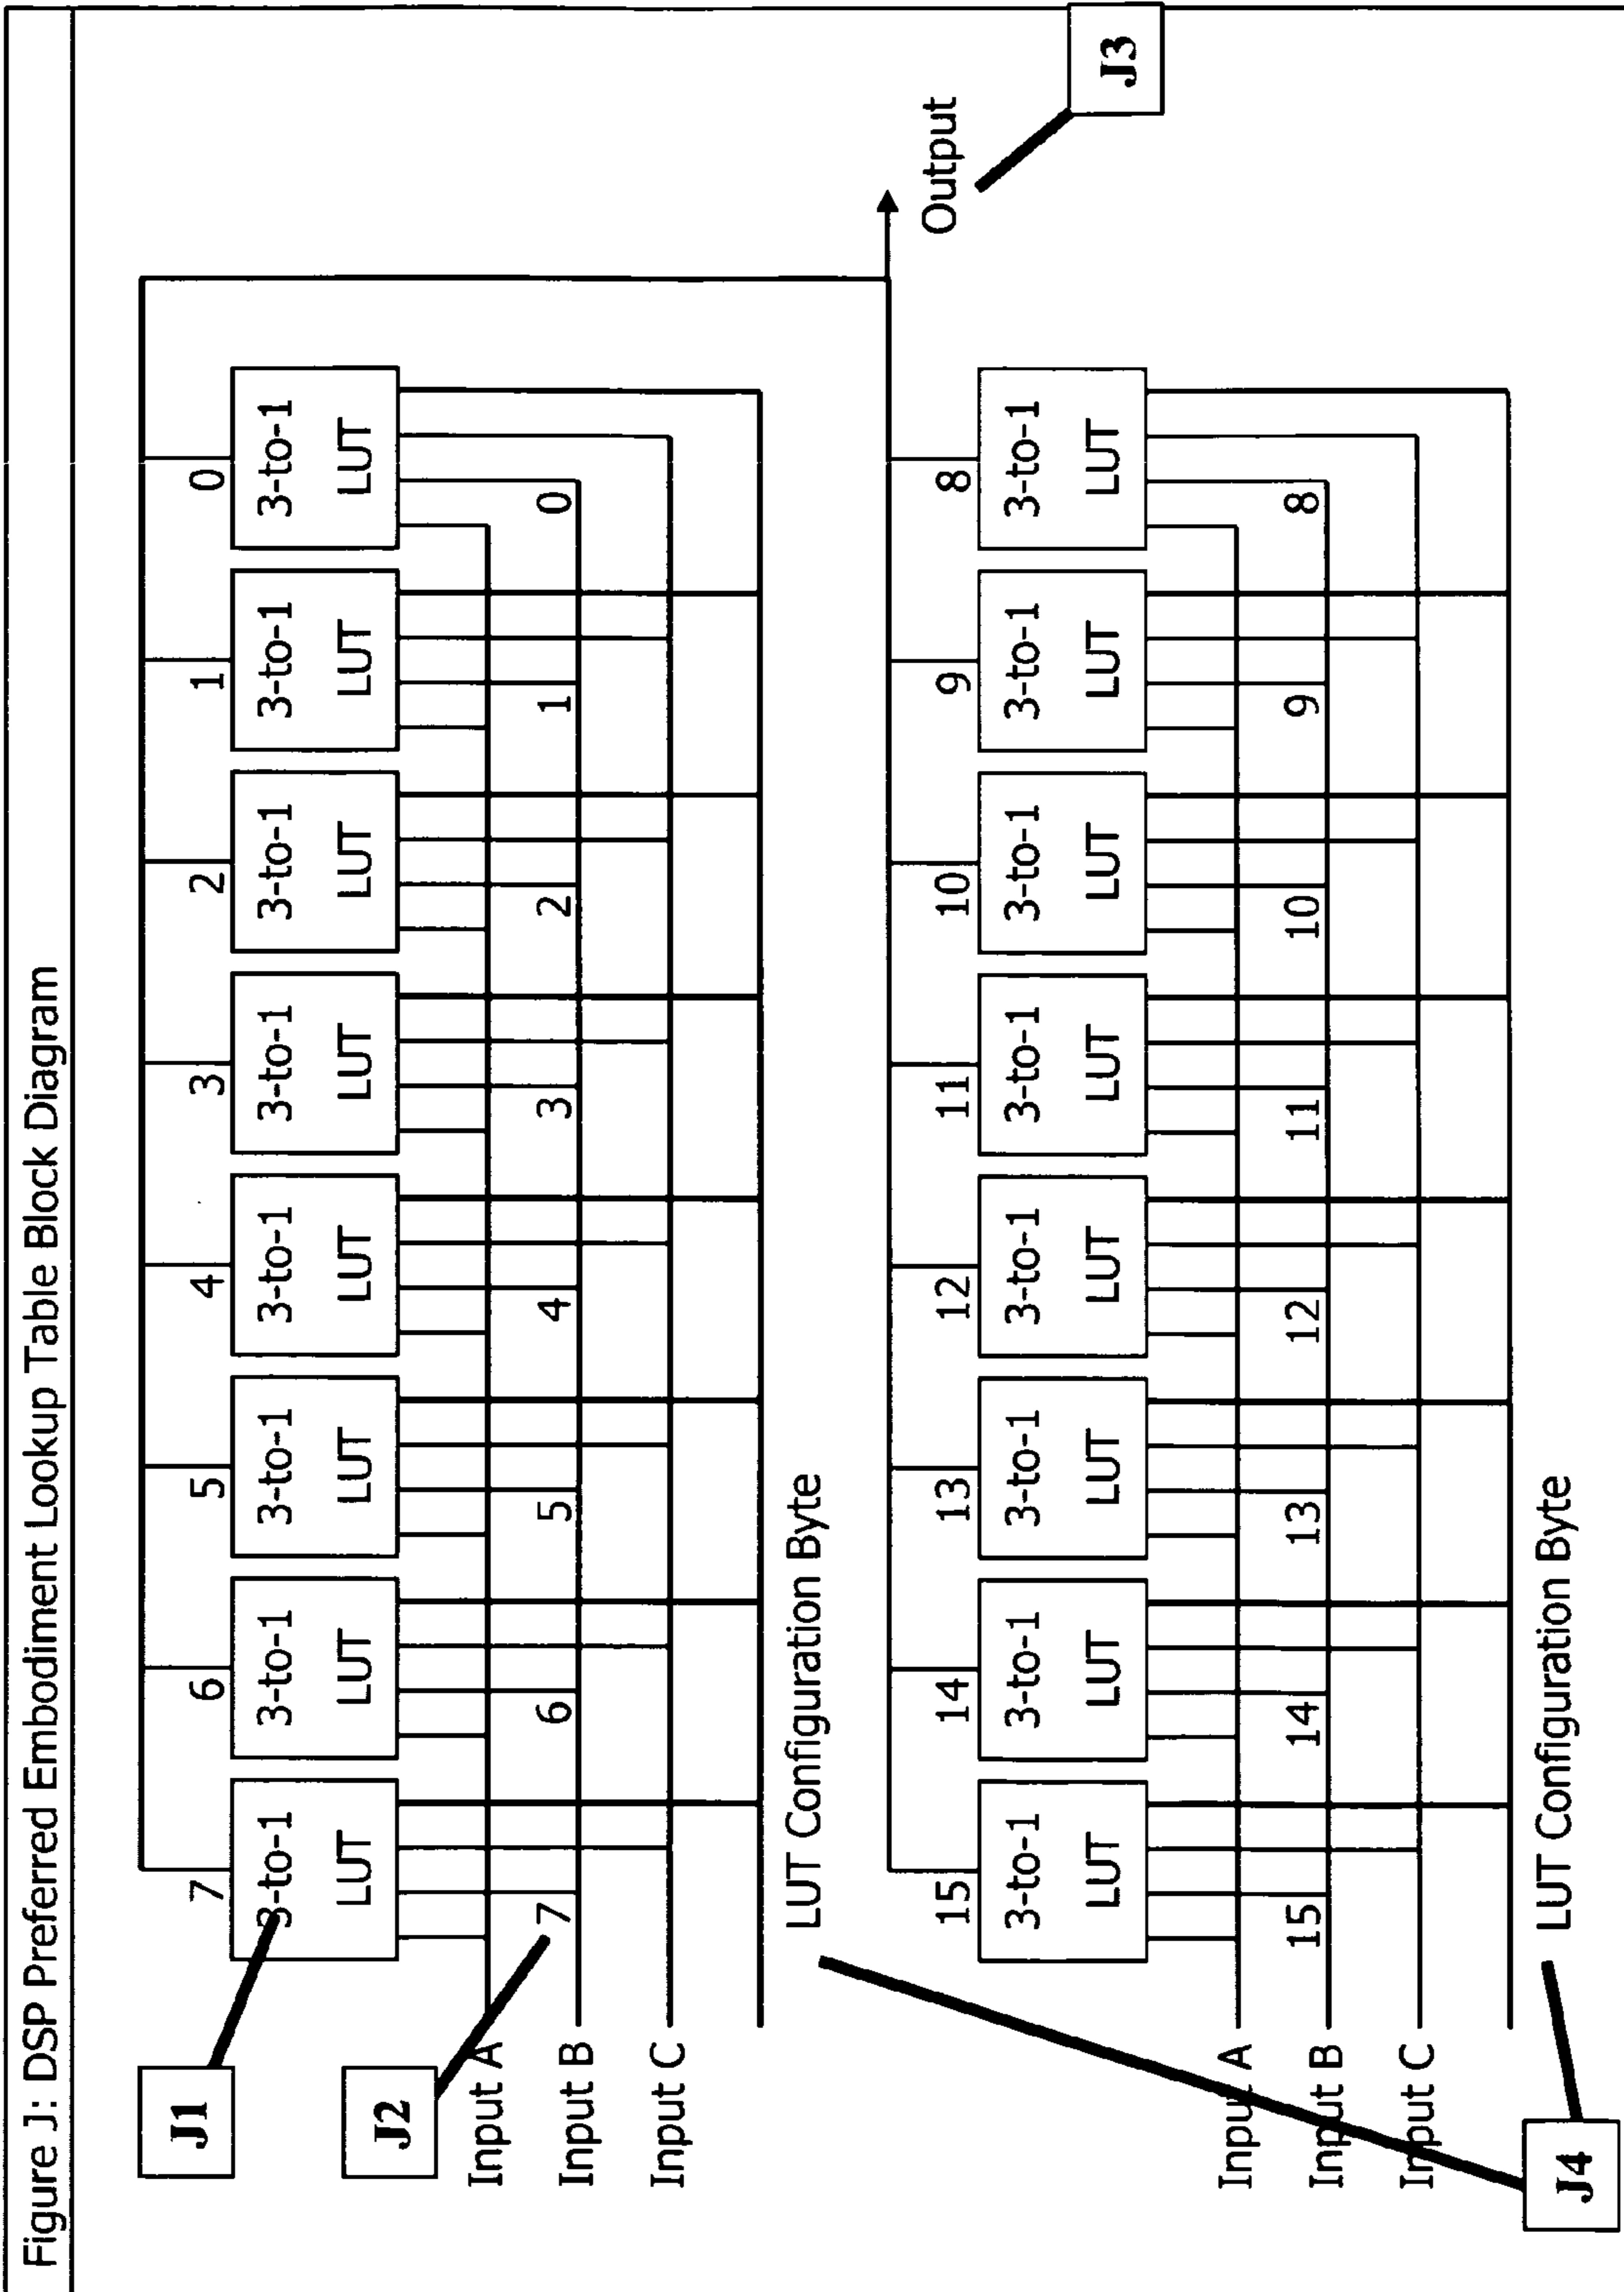 Figure J: DSP Preferred Embodiment Lookup Table Block Diagram
J1
7
6
5
4
3
2
1
0
3-to-1
LUT
3-to-1
LUT
3-to-1
LUT
3-to-1
LUT
3-to-1
LUT
3-to-1
LUT
3-to-1
LUT
3-to-1
LUT
J2
Input A
Input B
7
6
5
4
3
2
1
0
Input C
LUT Configuration Byte
Output
J3
15
14
13
12
11
10
9
8
3-to-1
LUT
3-to-1
LUT
3-to-1
LUT
3-to-1
LUT
3-to-1
LUT
3-to-1
LUT
3-to-1
LUT
3-to-1
LUT
Input A
Input B
15
14
13
12
11
10
9
8
Input C
LUT Configuration Byte
J4